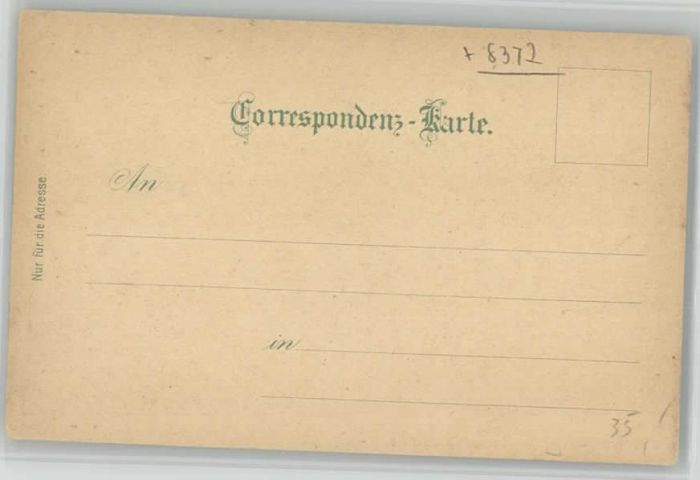 + 8372
Correspondenz-Karte.
An
Nur für die Adresse.
in
35